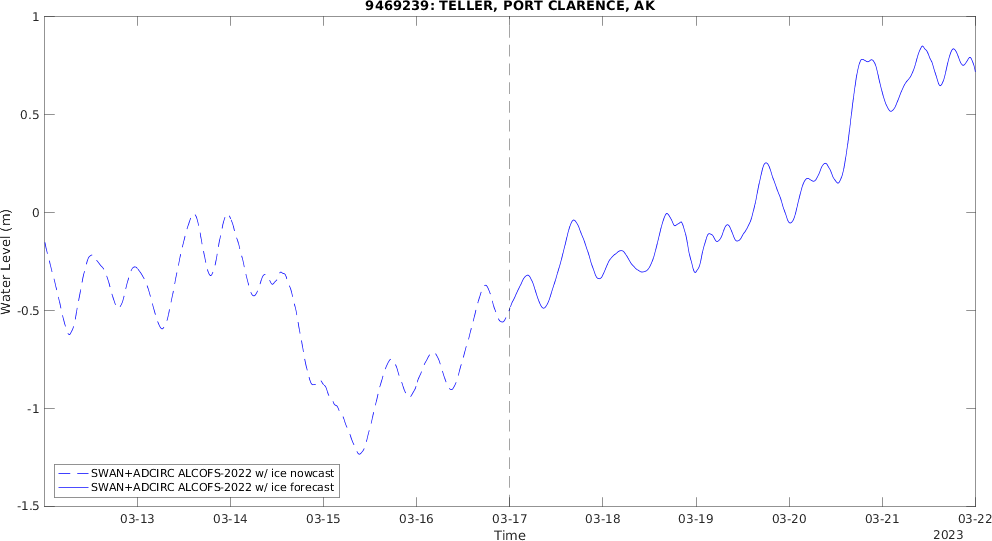 9469239: TELLER, PORT CLARENCE, AK
1
0.5
0
-0.5
-1
-1.5
Water Level (m)
SWAN+ADCIRC ALCOFS-2022 w/ ice nowcast
SWAN+ADCIRC ALCOFS-2022 w/ ice forecast
03-13 03-14 03-15 03-16 03-17 03-18 03-19 03-20 03-21 03-22
Time
2023